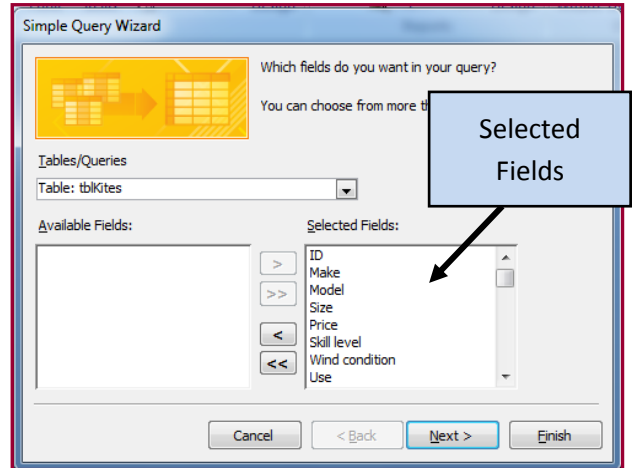 Simple Query Wizard
Which fields do you want in your query?
You can choose from more
Selected
Fields
Tables/Queries
Table: tblKites
Available Fields:
Selected Fields:
ID
Make
Model
Size
Price
Skill level
Wind condition
Use
>
>>
<
<<
Cancel
< Back
Next >
Finish